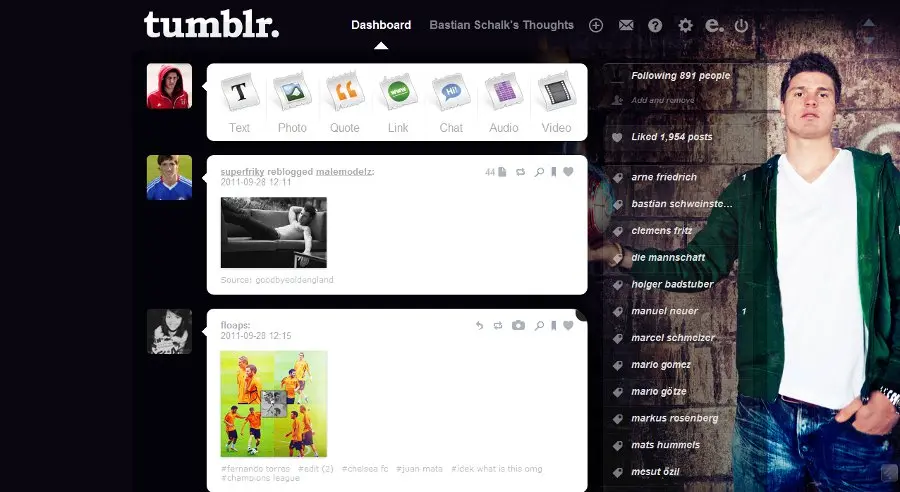 tumblr.
Dashboard
Bastian Schalk's Thoughts
Text
Photo
Quote
Link
Chat
Audio
Video
superfriky reblogged malemodelz:
44
2011-09-28 12:11
Source: goodbyeoldangland
floaps:
2011-09-28 12:15
#fernando torres #edit (2) #chelsea fc #juan mata #idek what is this omg
#champions league
Following 891 people
Add and remove
Liked 1,954 posts
arne friedrich 1
bastian schweinste...
clemens fritz
die mannschaft
holger badstuber
manuel neuer 1
marcel schmelzer
mario gomez
mario götze
markus rosenberg
mats hummels
mesut özil